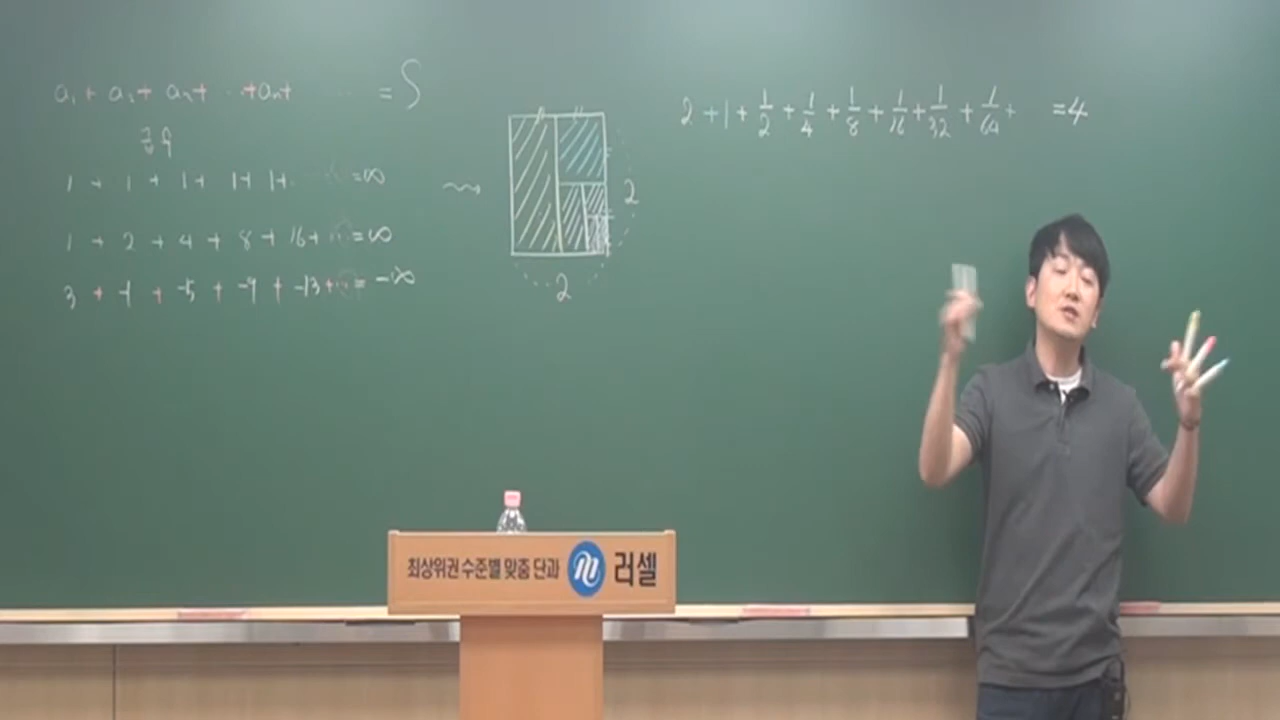 a₁ + a₂ + a₃ + ... + aₙ + ... = S
급수
1 + 1 + 1 + 1 + 1 + ... = ∞
1 + 2 + 4 + 8 + 16 + ... = ∞
3 + -1 + -5 + -9 + -13 + ... = -∞
2
2
2 + 1 + 1/2 + 1/4 + 1/8 + 1/16 + 1/32 + 1/64 + = 4
최상위권 수준별 맞춤 단과 러셀